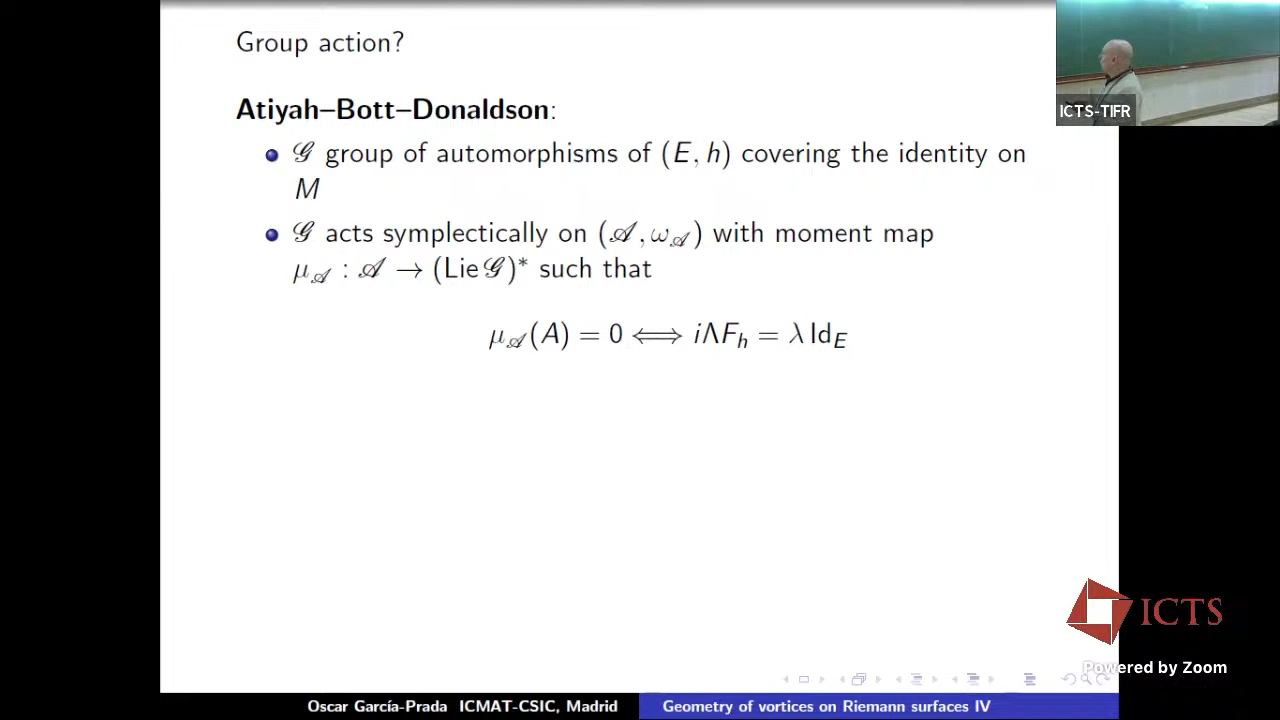 Group action?
Atiyah–Bott–Donaldson:
𝒢 group of automorphisms of (E, h) covering the identity on
M
𝒢 acts symplectically on (𝒜, ω_𝒜) with moment map
μ_𝒜 : 𝒜 → (Lie 𝒢)* such that
μ_𝒜(A) = 0 ⟺ iΛF_h = λ Id_E
ICTS-TIFR
ICTS
Powered by Zoom
Oscar García-Prada ICMAT-CSIC, Madrid
Geometry of vortices on Riemann surfaces IV